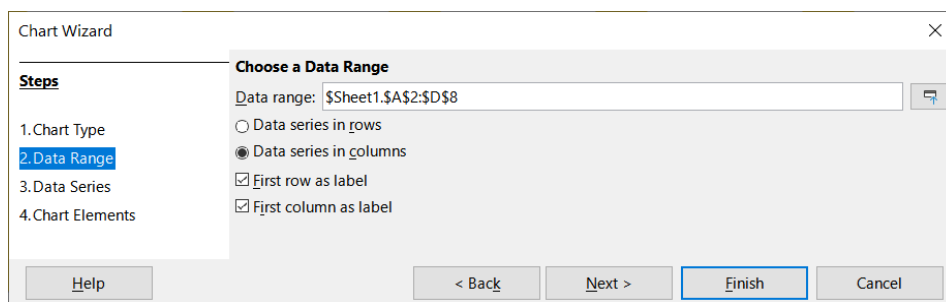 Chart Wizard
Steps
1.Chart Type
2.Data Range
3.Data Series
4.Chart Elements
Choose a Data Range
Data range: $Sheet1.$A$2:$D$8
Data series in rows
Data series in columns
First row as label
First column as label
Help
< Back
Next >
Finish
Cancel